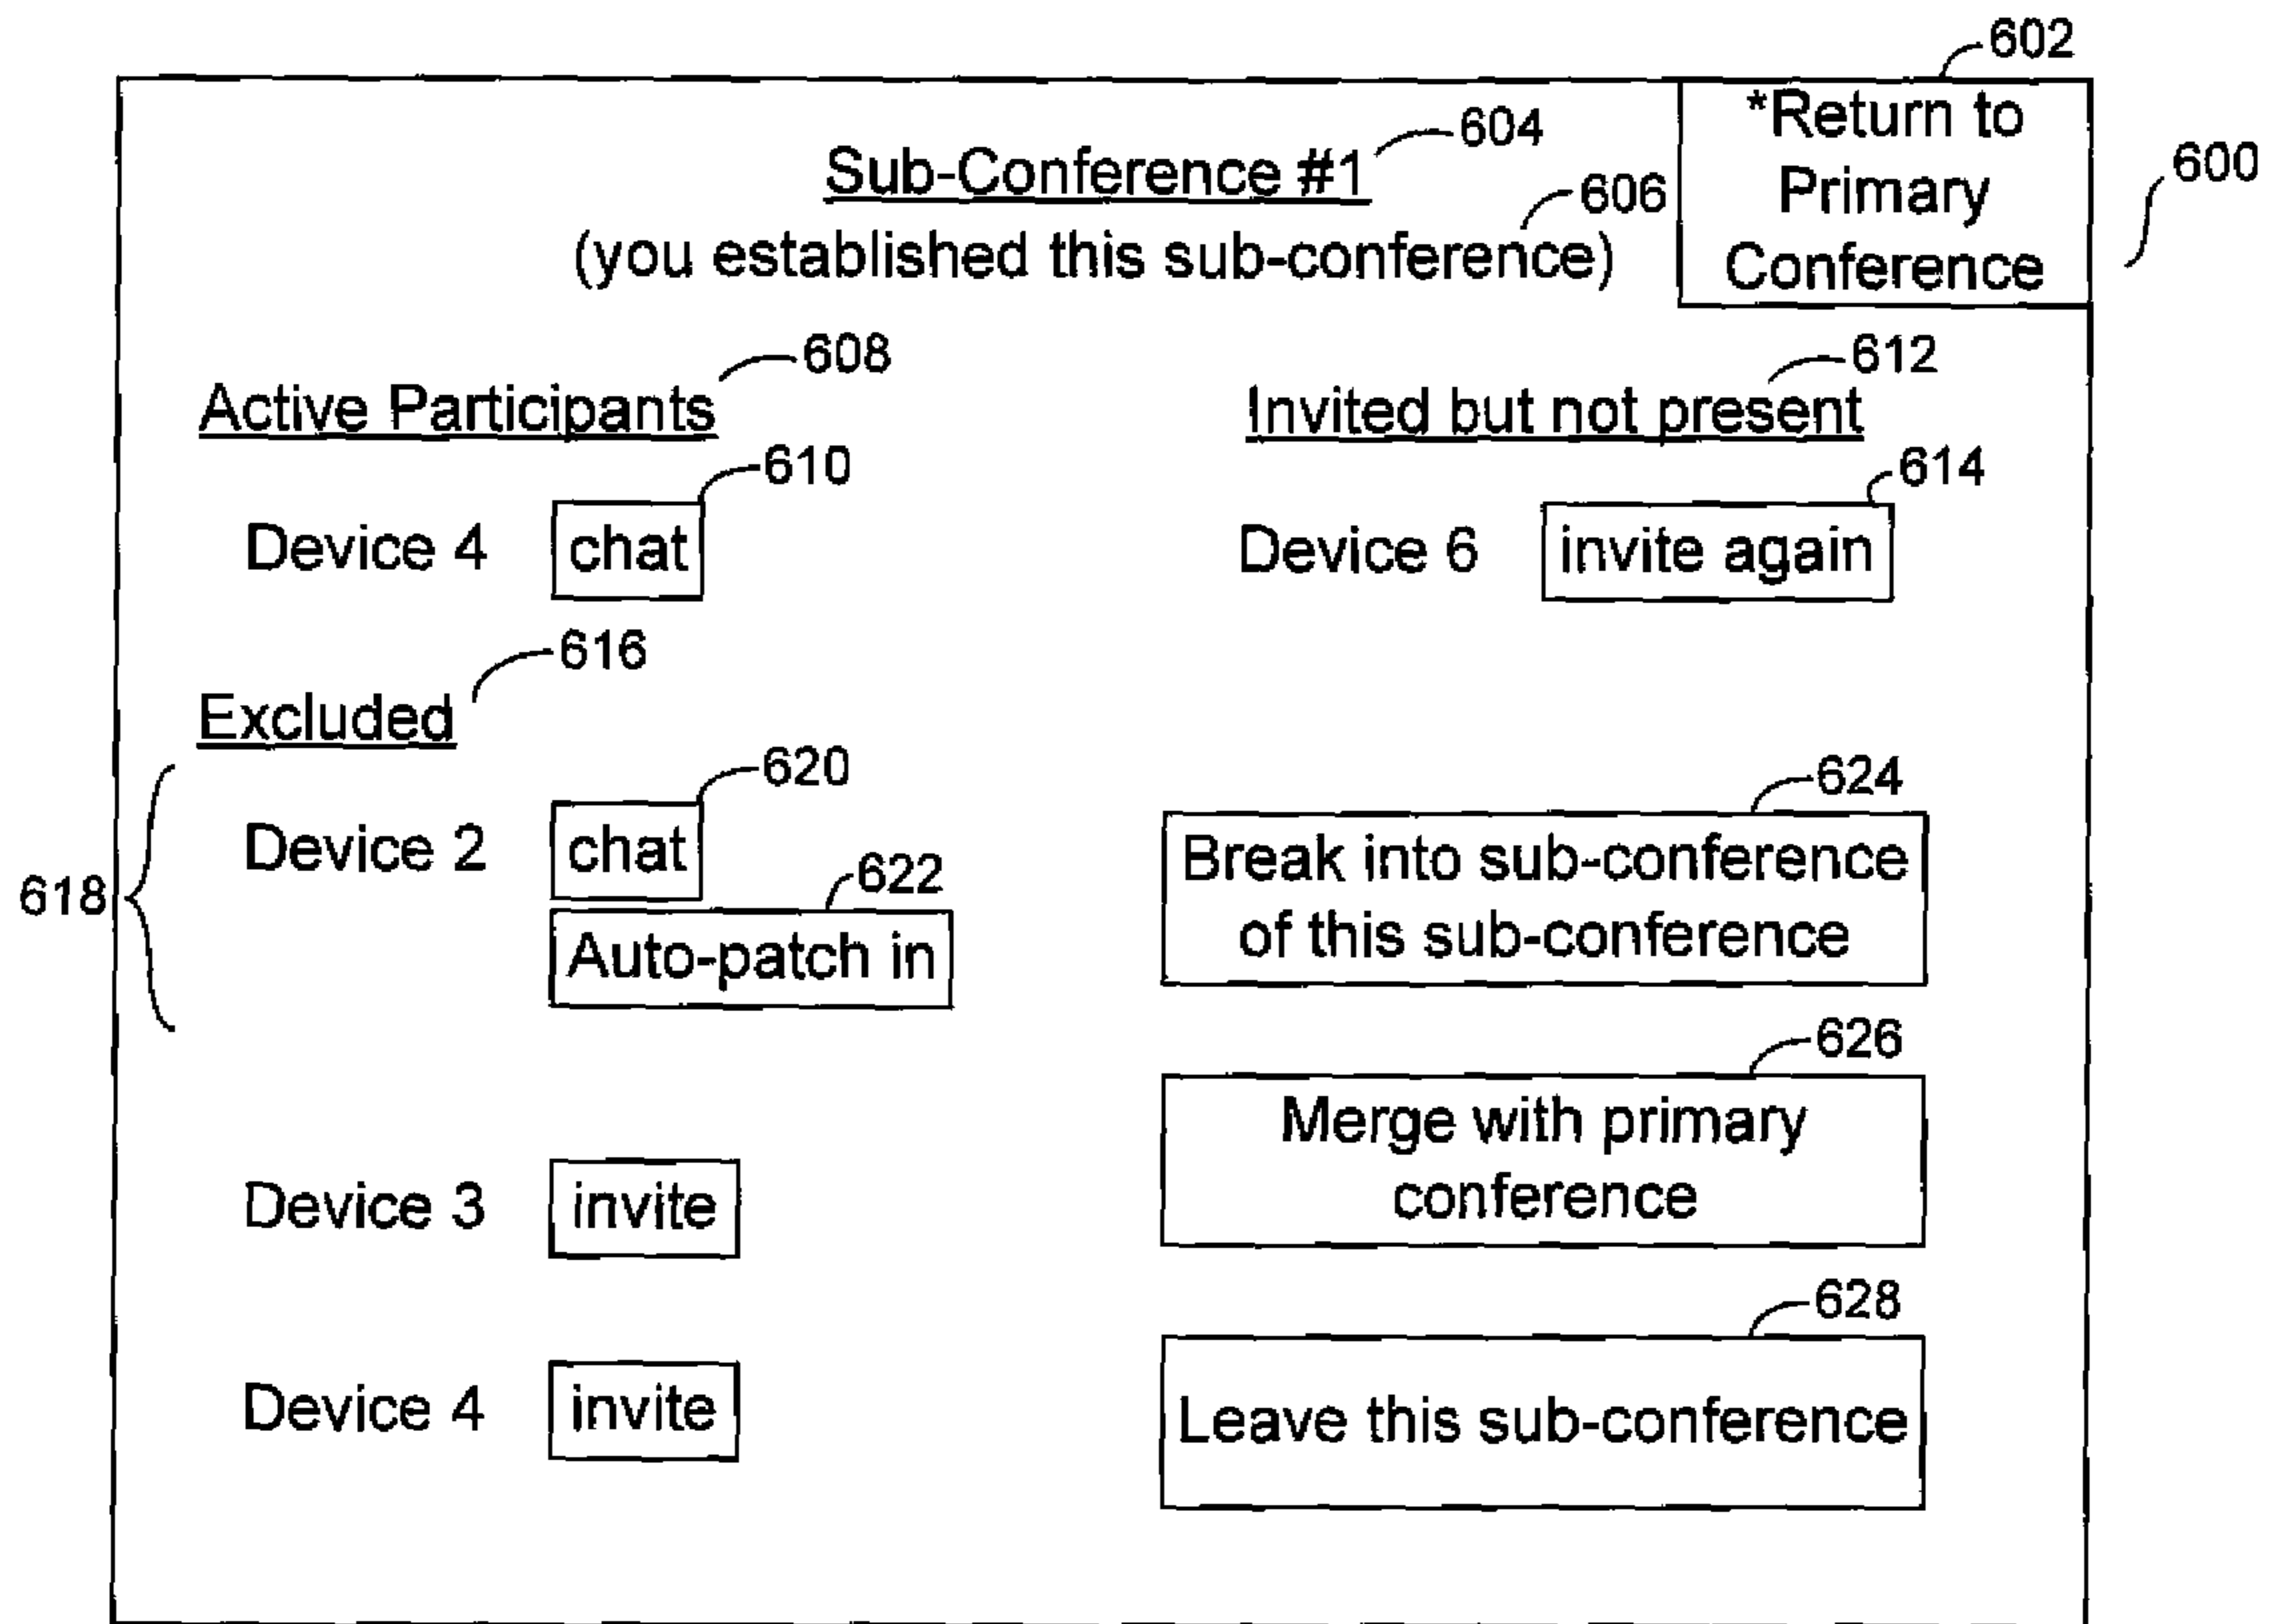 602
*Return to
Primary
Conference
600
Sub-Conference #1
604
(you established this sub-conference)
606
Active Participants
608
Invited but not present
612
Device 4
chat
610
Device 6
invite again
614
Excluded
616
618
Device 2
chat
620
Auto-patch in
622
Break into sub-conference
of this sub-conference
624
Device 3
invite
Merge with primary
conference
626
Device 4
invite
Leave this sub-conference
628